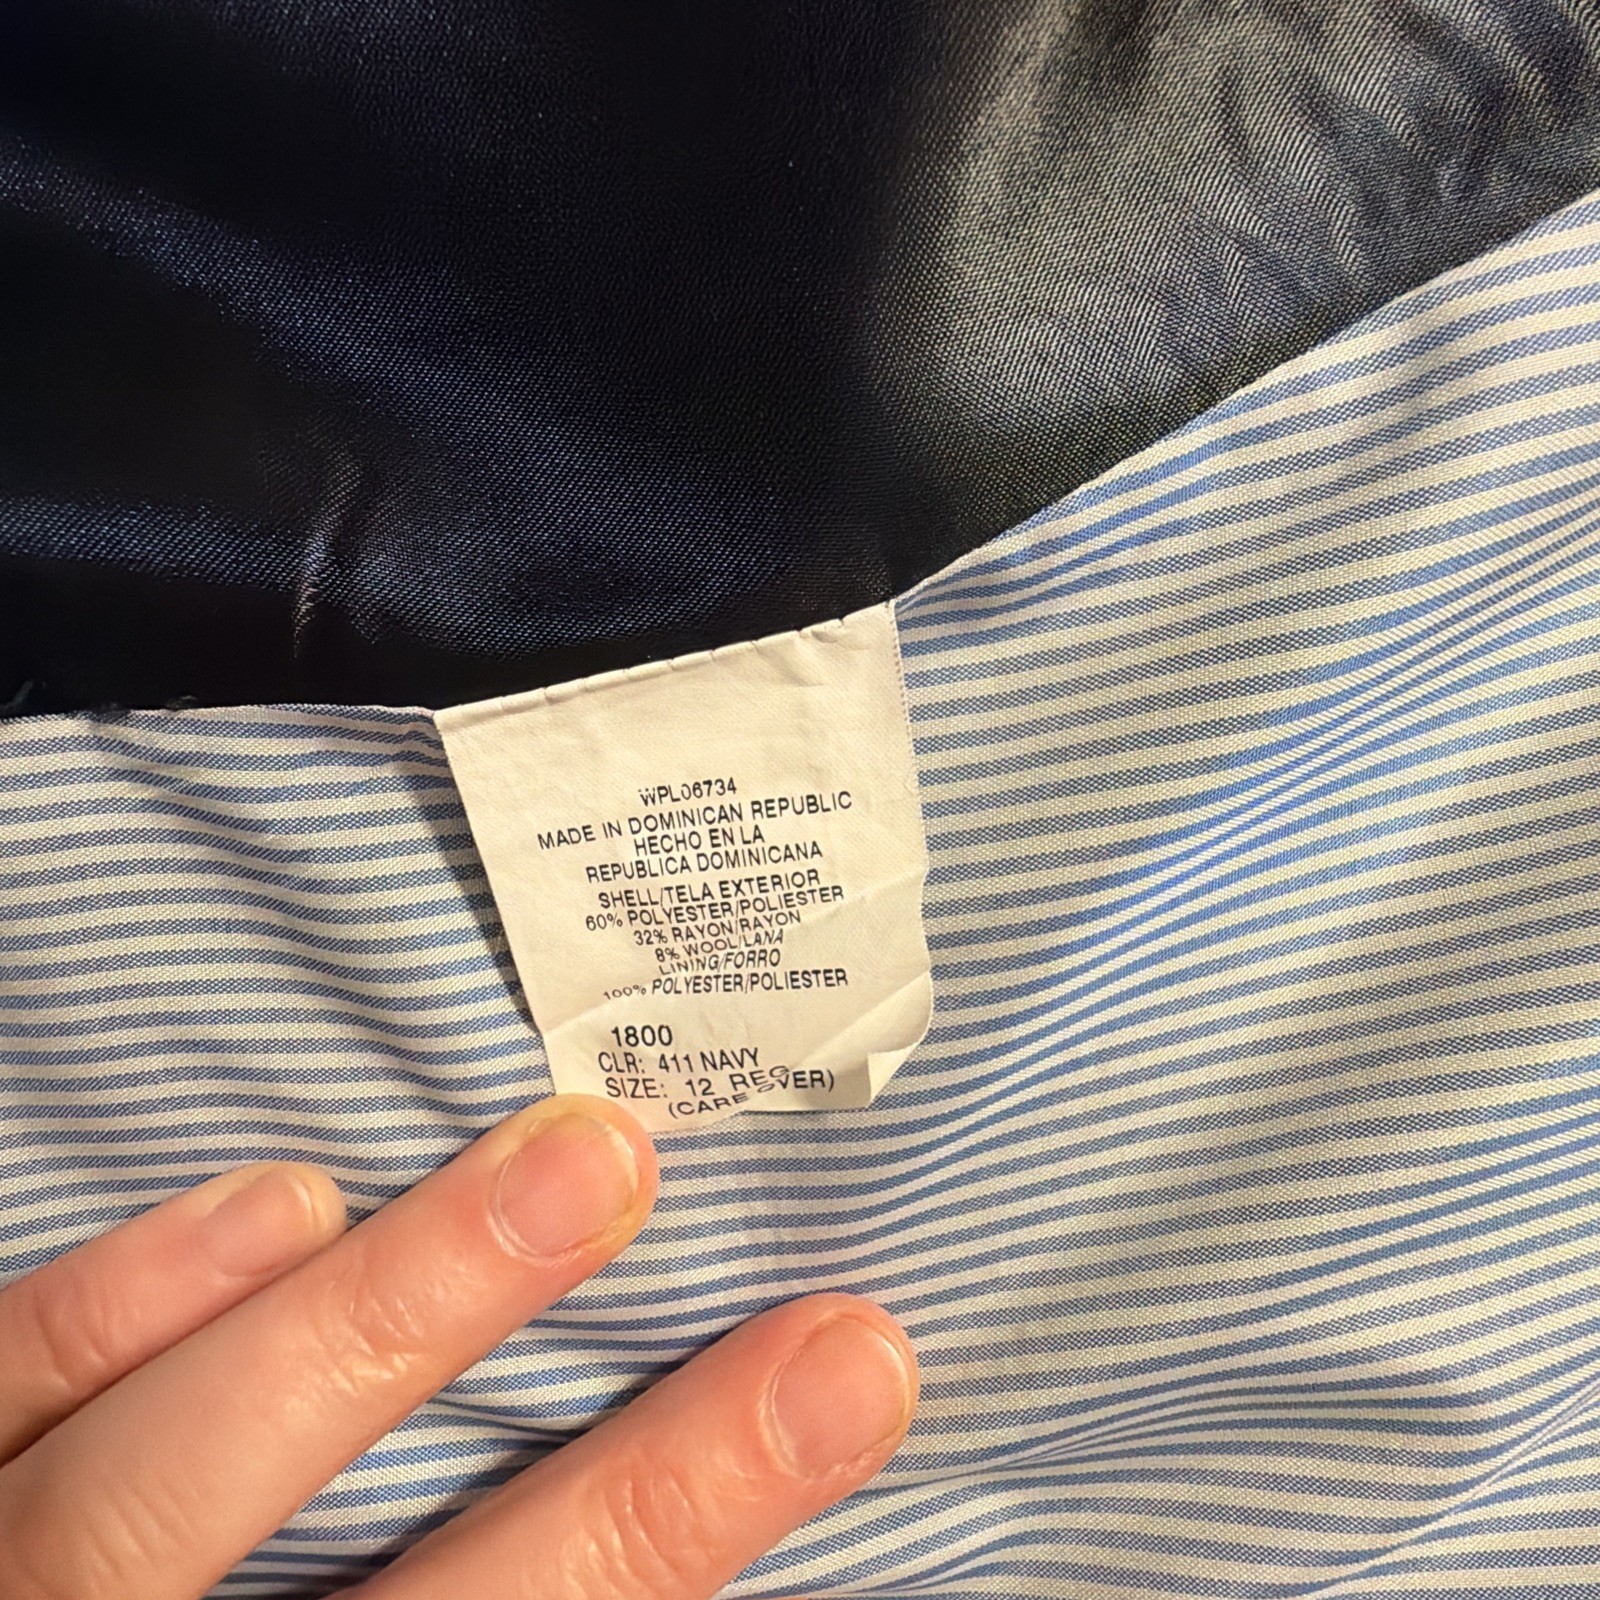 WPL06734
MADE IN DOMINICAN REPUBLIC
HECHO EN LA
REPUBLICA DOMINICANA
SHELL/TELA EXTERIOR
60% POLYESTER/POLIESTER
32% RAYON/RAYON
8% WOOL/LANA
LINING/FORRO
100% POLYESTER/POLIESTER
1800
CLR: 411 NAVY
SIZE: 12 REG
(CARE OVER)